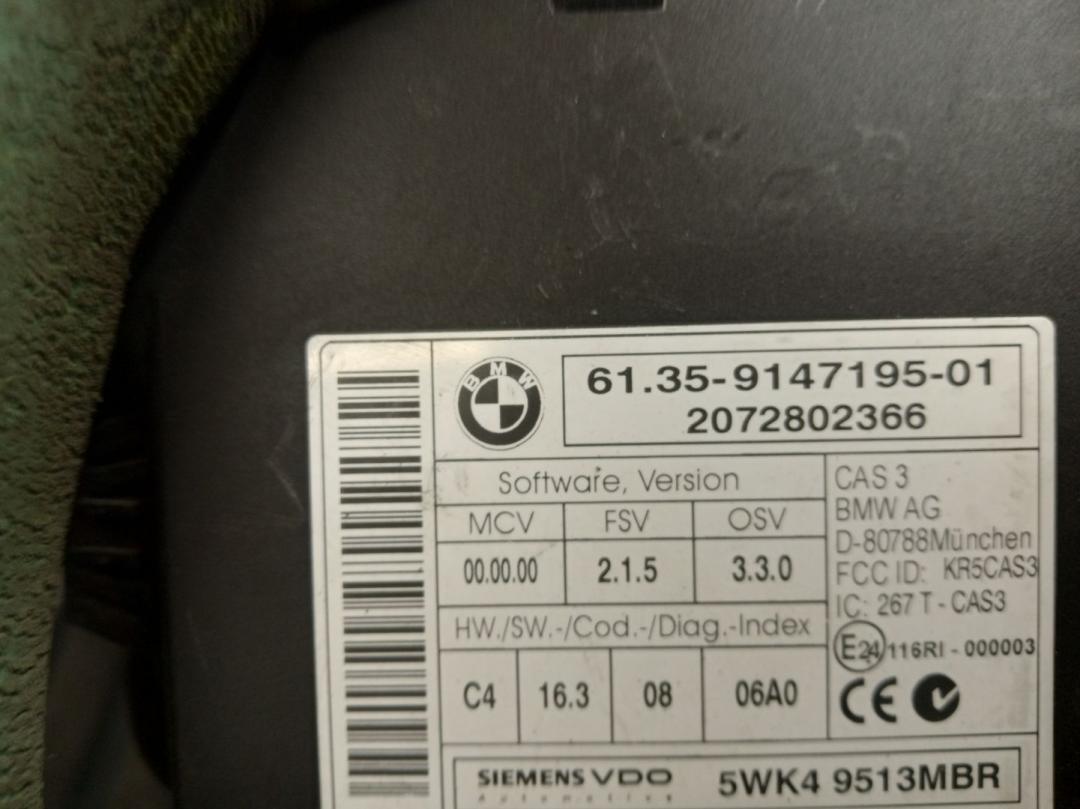 BMW
61.35-9147195-01
2072802366
Software, Version
MCV FSV OSV
00.00.00 2.1.5 3.3.0
HW./SW.-/Cod.-/Diag.-Index
C4 16.3 08 06A0
CAS 3
BMW AG
D-80788München
FCC ID: KR5CAS3
IC: 267 T - CAS3
E24 116RI - 000003
CE
SIEMENS VDO
Automotive
5WK4 9513MBR